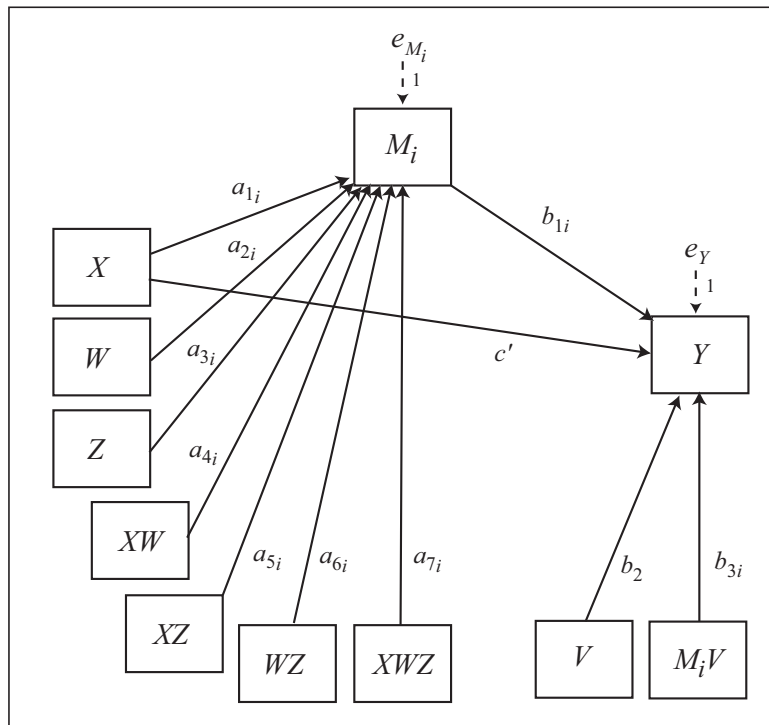 e_{M_i}
1
M_i
a_{1i}
b_{1i}
X
a_{2i}
e_Y
1
W
a_{3i}
c'
Y
Z
a_{4i}
XW
a_{5i}
a_{6i}
a_{7i}
b_2
b_{3i}
XZ
WZ
XWZ
V
M_iV